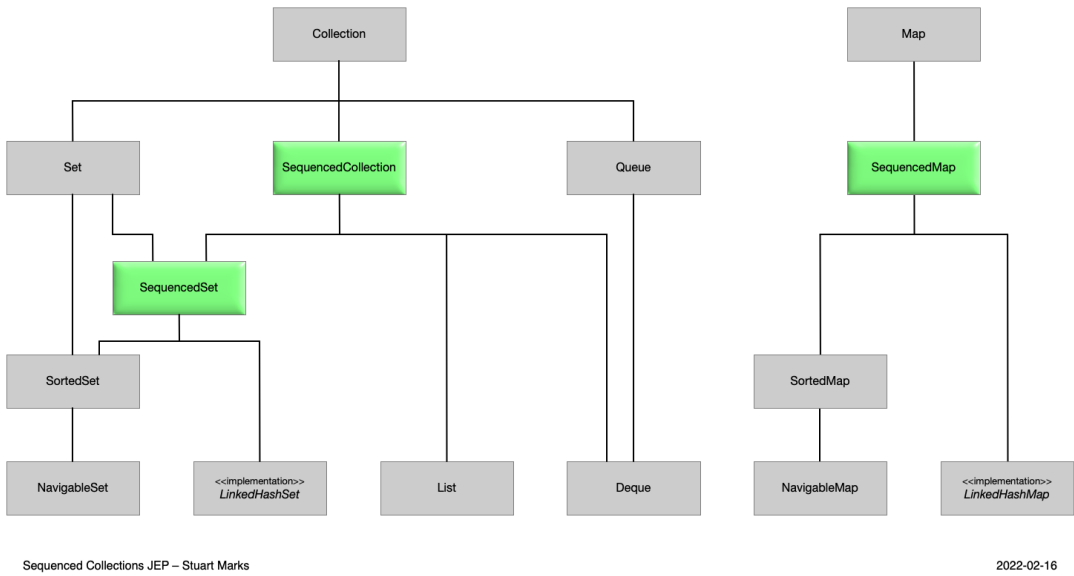 Collection
Map
Set
SequencedCollection
Queue
SequencedMap
SequencedSet
SortedSet
SortedMap
NavigableSet
<<implementation>>
LinkedHashSet
List
Deque
NavigableMap
<<implementation>>
LinkedHashMap
Sequenced Collections JEP – Stuart Marks
2022-02-16